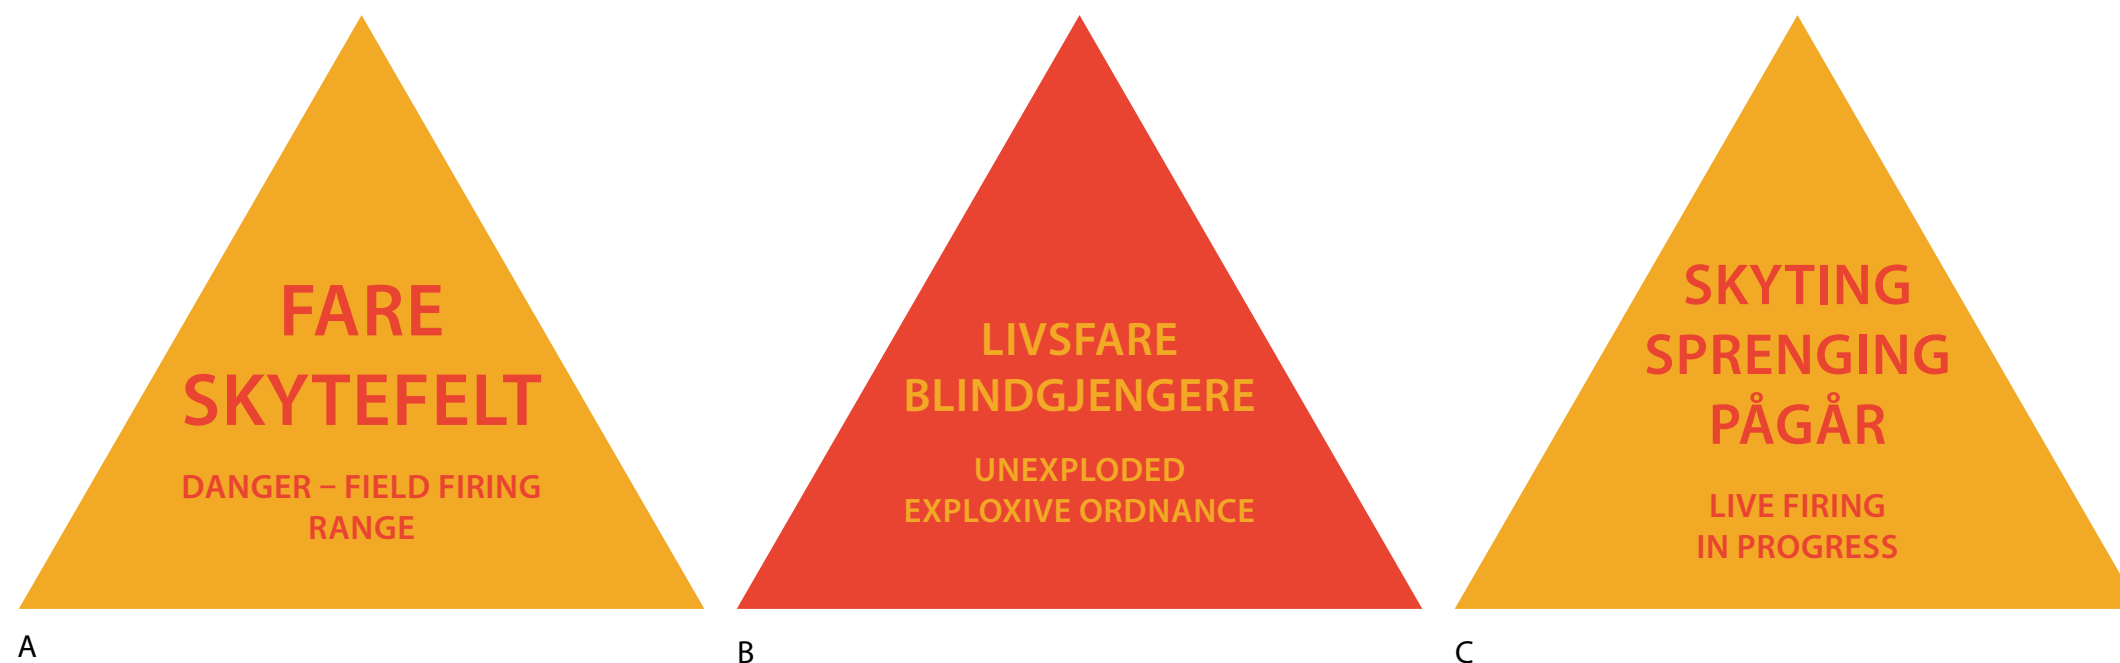 FARE
SKYTEFELT
DANGER – FIELD FIRING
RANGE
A
LIVSFARE
BLINDGJENGERE
UNEXPLODED
EXPLOXIVE ORDNANCE
B
SKYTING
SPRENGING
PÅGÅR
LIVE FIRING
IN PROGRESS
C